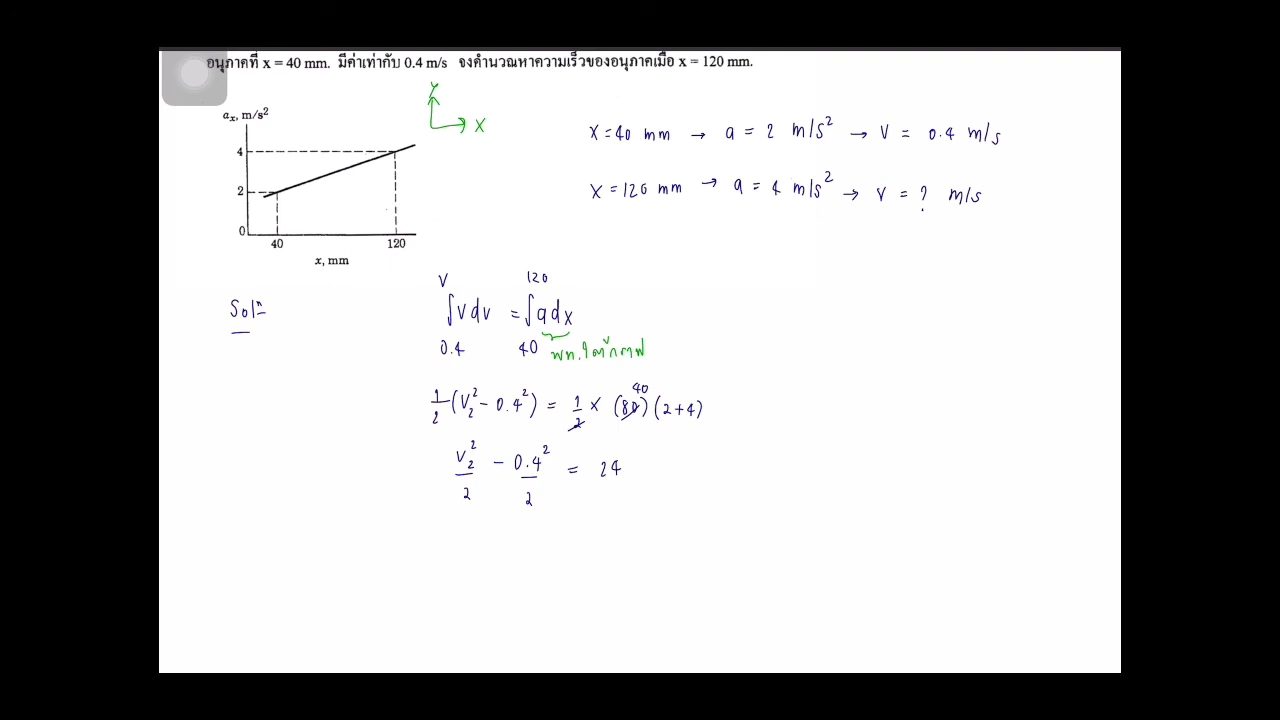 อนุภาคที่ x = 40 mm. มีค่าเท่ากับ 0.4 m/s จงคำนวณหาความเร็วของอนุภาคเมื่อ x = 120 mm.
Y
X
aₓ, m/s²
4
2
0
40 120
x, mm
x = 40 mm → a = 2 m/s² → v = 0.4 m/s
x = 120 mm → a = 4 m/s² → v = ? m/s
Solⁿ
v 120
∫vdv = ∫adx
0.4 40 พท.ใต้กราฟ
40
1/2 (v₂² - 0.4²) = 1/2 x (80)(2+4)
v₂²/2 - 0.4²/2 = 24